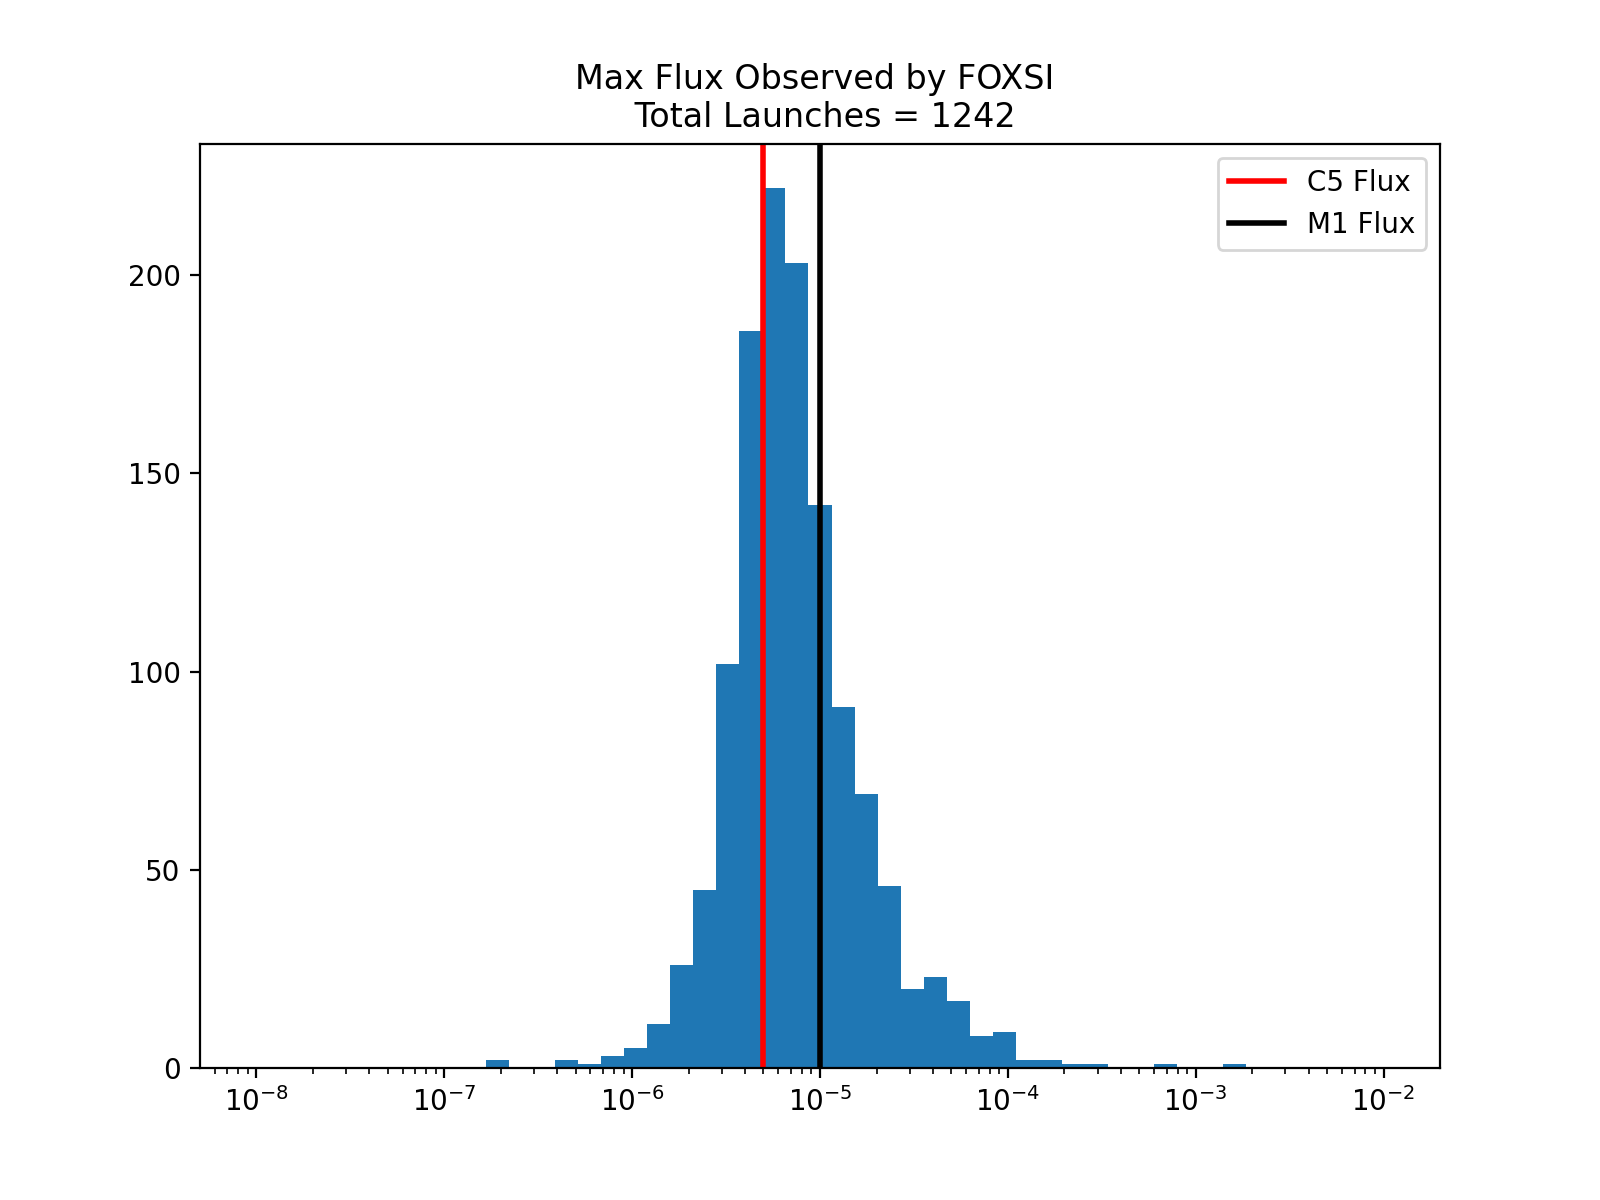 Max Flux Observed by FOXSI
Total Launches = 1242
C5 Flux
M1 Flux
200
150
100
50
0
10⁻⁸ 10⁻⁷ 10⁻⁶ 10⁻⁵ 10⁻⁴ 10⁻³ 10⁻²